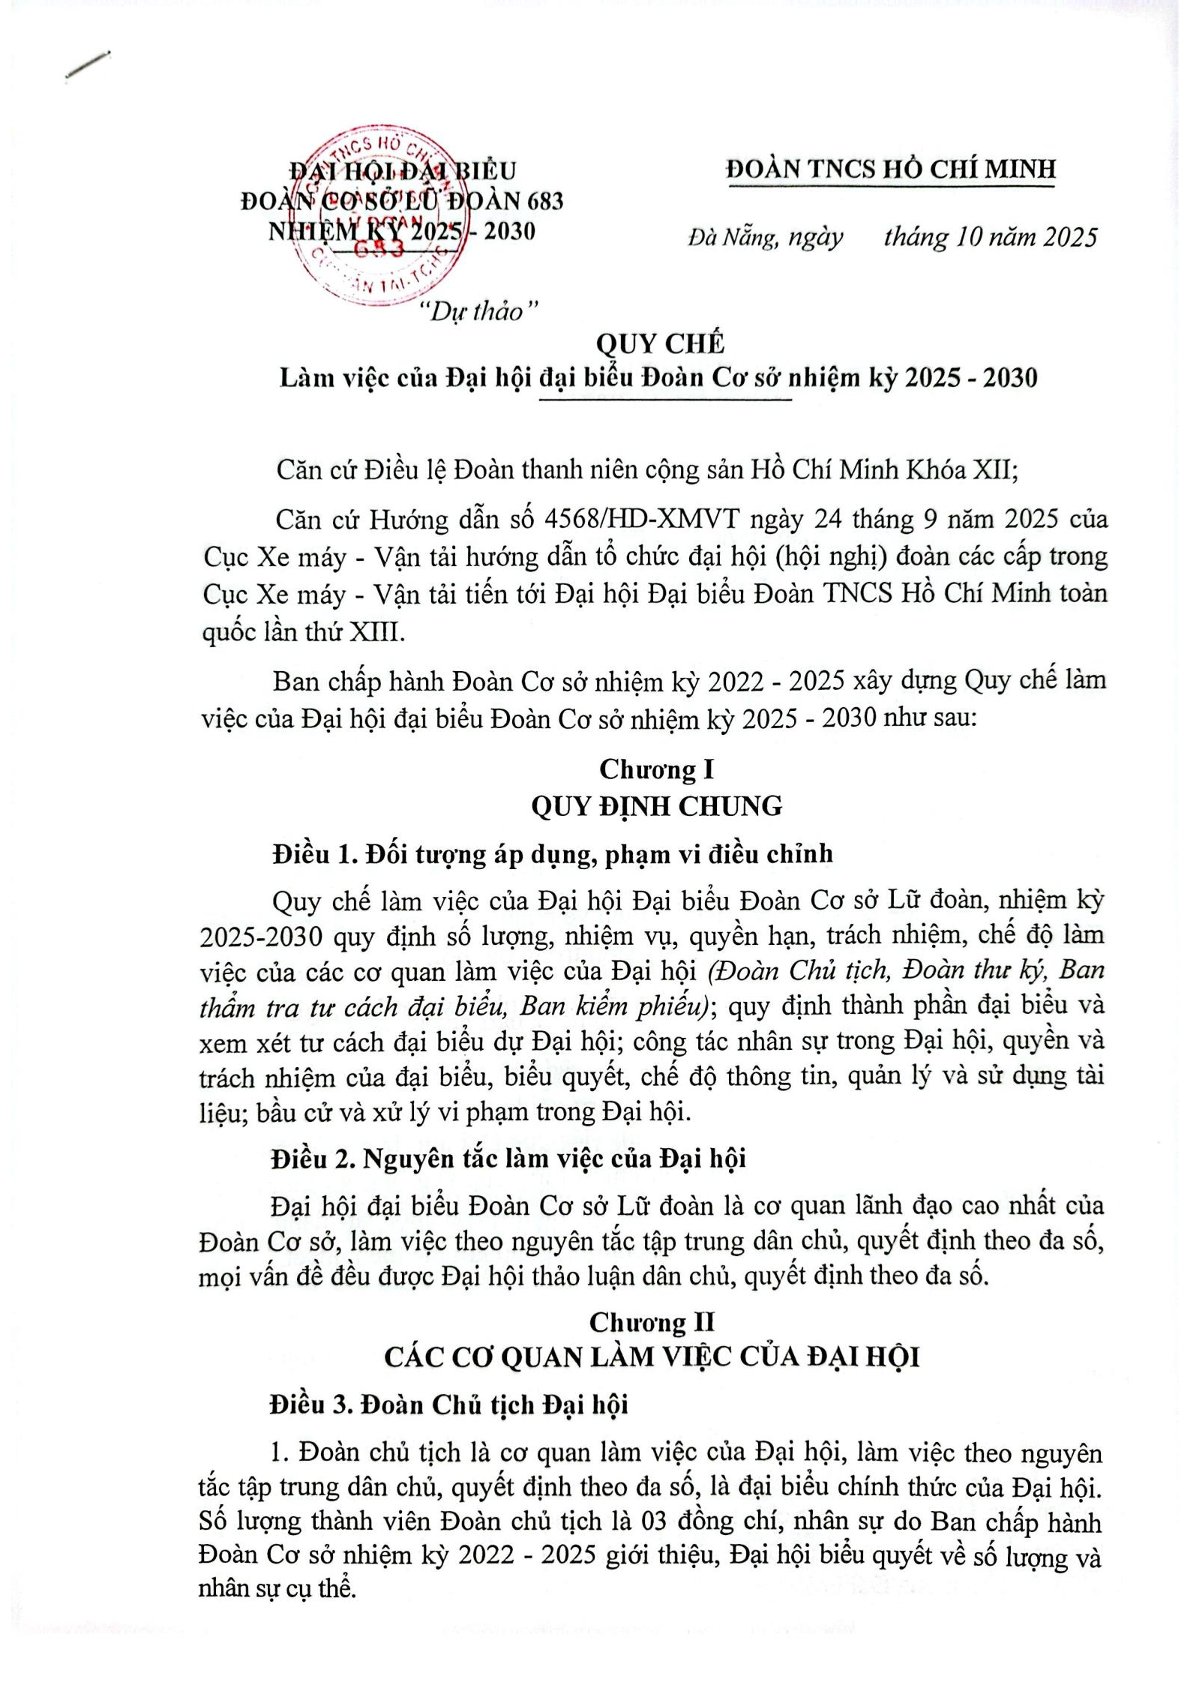 ĐẠI HỘI ĐẠI BIỂU
ĐOÀN CƠ SỞ LỮ ĐOÀN 683
NHIỆM KỲ 2025 - 2030
ĐOÀN TNCS HỒ CHÍ MINH
Đà Nẵng, ngày tháng 10 năm 2025
TNCS HỒ CHÍ MINH
ĐOÀN CƠ SỞ
LỮ ĐOÀN
683
“Dự thảo”
QUY CHẾ
Làm việc của Đại hội đại biểu Đoàn Cơ sở nhiệm kỳ 2025 - 2030
Căn cứ Điều lệ Đoàn thanh niên cộng sản Hồ Chí Minh Khóa XII;
Căn cứ Hướng dẫn số 4568/HD-XMVT ngày 24 tháng 9 năm 2025 của
Cục Xe máy - Vận tải hướng dẫn tổ chức đại hội (hội nghị) đoàn các cấp trong
Cục Xe máy - Vận tải tiến tới Đại hội Đại biểu Đoàn TNCS Hồ Chí Minh toàn
quốc lần thứ XIII.
Ban chấp hành Đoàn Cơ sở nhiệm kỳ 2022 - 2025 xây dựng Quy chế làm
việc của Đại hội đại biểu Đoàn Cơ sở nhiệm kỳ 2025 - 2030 như sau:
Chương I
QUY ĐỊNH CHUNG
Điều 1. Đối tượng áp dụng, phạm vi điều chỉnh
Quy chế làm việc của Đại hội Đại biểu Đoàn Cơ sở Lữ đoàn, nhiệm kỳ
2025-2030 quy định số lượng, nhiệm vụ, quyền hạn, trách nhiệm, chế độ làm
việc của các cơ quan làm việc của Đại hội (Đoàn Chủ tịch, Đoàn thư ký, Ban
thẩm tra tư cách đại biểu, Ban kiểm phiếu); quy định thành phần đại biểu và
xem xét tư cách đại biểu dự Đại hội; công tác nhân sự trong Đại hội, quyền và
trách nhiệm của đại biểu, biểu quyết, chế độ thông tin, quản lý và sử dụng tài
liệu; bầu cử và xử lý vi phạm trong Đại hội.
Điều 2. Nguyên tắc làm việc của Đại hội
Đại hội đại biểu Đoàn Cơ sở Lữ đoàn là cơ quan lãnh đạo cao nhất của
Đoàn Cơ sở, làm việc theo nguyên tắc tập trung dân chủ, quyết định theo đa số,
mọi vấn đề đều được Đại hội thảo luận dân chủ, quyết định theo đa số.
Chương II
CÁC CƠ QUAN LÀM VIỆC CỦA ĐẠI HỘI
Điều 3. Đoàn Chủ tịch Đại hội
1. Đoàn chủ tịch là cơ quan làm việc của Đại hội, làm việc theo nguyên
tắc tập trung dân chủ, quyết định theo đa số, là đại biểu chính thức của Đại hội.
Số lượng thành viên Đoàn chủ tịch là 03 đồng chí, nhân sự do Ban chấp hành
Đoàn Cơ sở nhiệm kỳ 2022 - 2025 giới thiệu, Đại hội biểu quyết về số lượng và
nhân sự cụ thể.